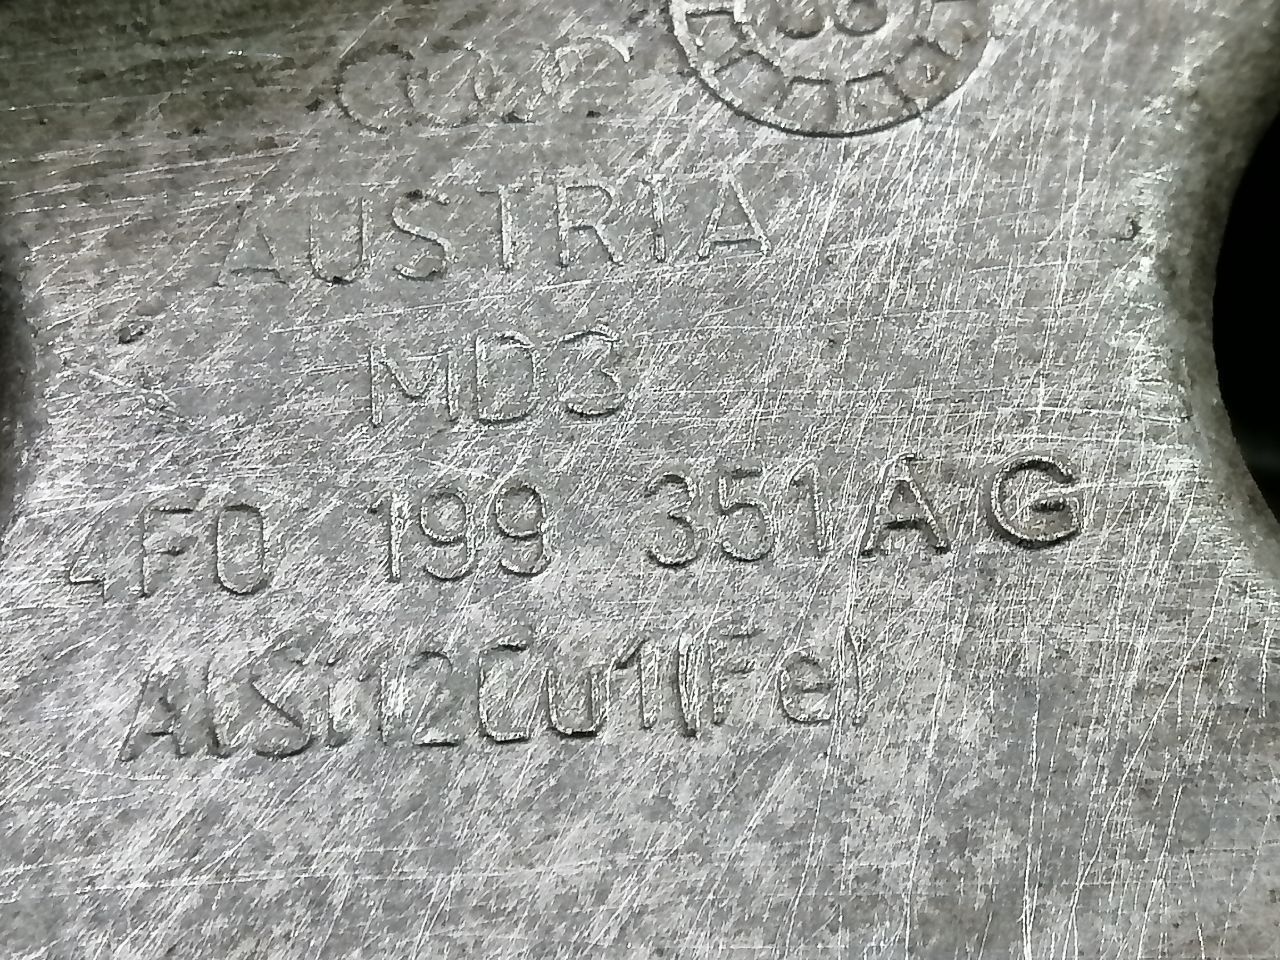 AUSTRIA
MD3
4F0 199 351 AG
AlSi12Cu1(Fe)